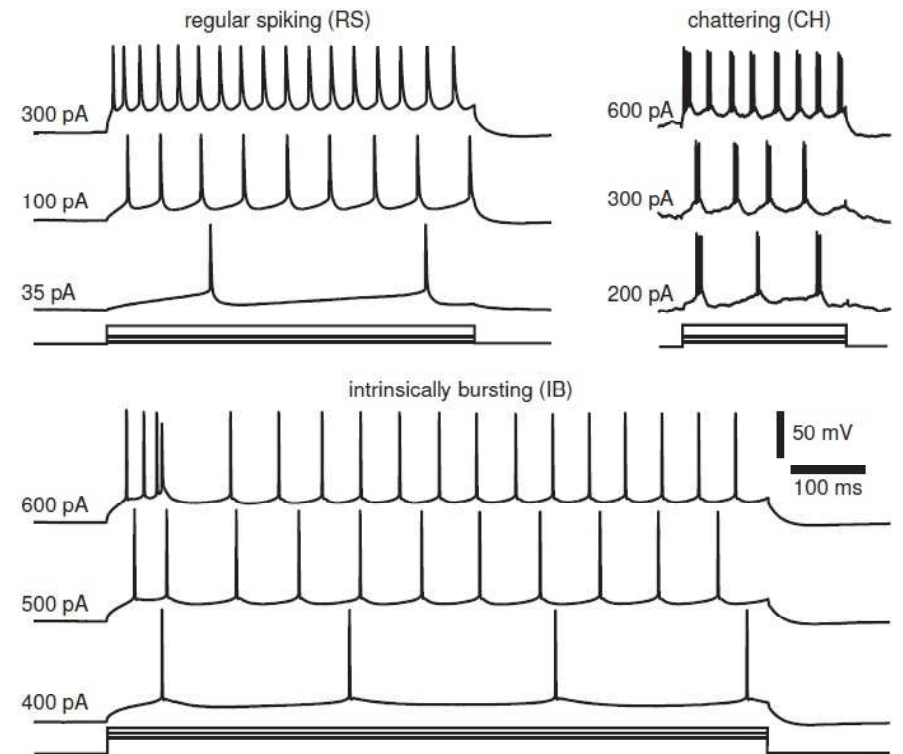 regular spiking (RS)
300 pA
100 pA
35 pA
chattering (CH)
600 pA
300 pA
200 pA
intrinsically bursting (IB)
50 mV
100 ms
600 pA
500 pA
400 pA